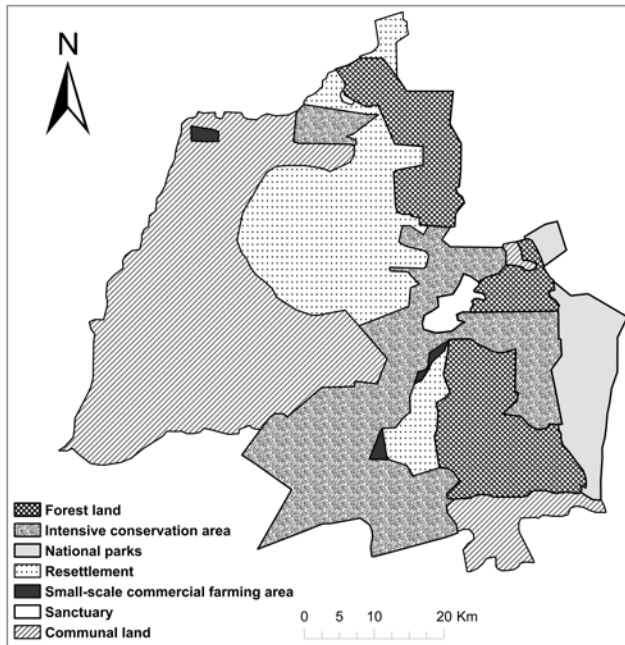 N
Forest land
Intensive conservation area
National parks
Resettlement
Small-scale commercial farming area
Sanctuary
Communal land
0 5 10 20 Km